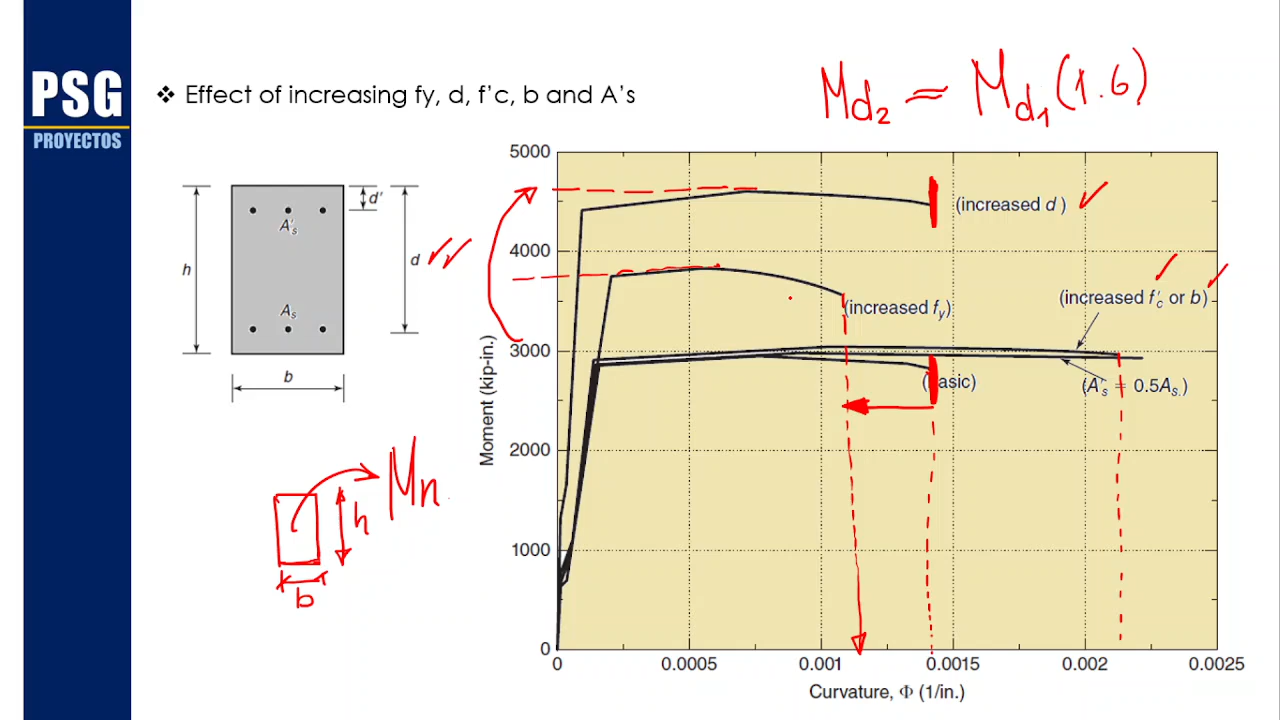 PSG
PROYECTOS
❖ Effect of increasing fy, d, f'c, b and A's
Md2 = Md1(1.6)
h
A's
As
d'
d
b
Mn
h
b
Moment (kip-in.)
5000
4000
3000
2000
1000
0
(increased d )
(increased f'c or b)
(increased fy)
(basic)
(A's = 0.5As.)
0
0.0005
0.001
0.0015
0.002
0.0025
Curvature, Φ (1/in.)